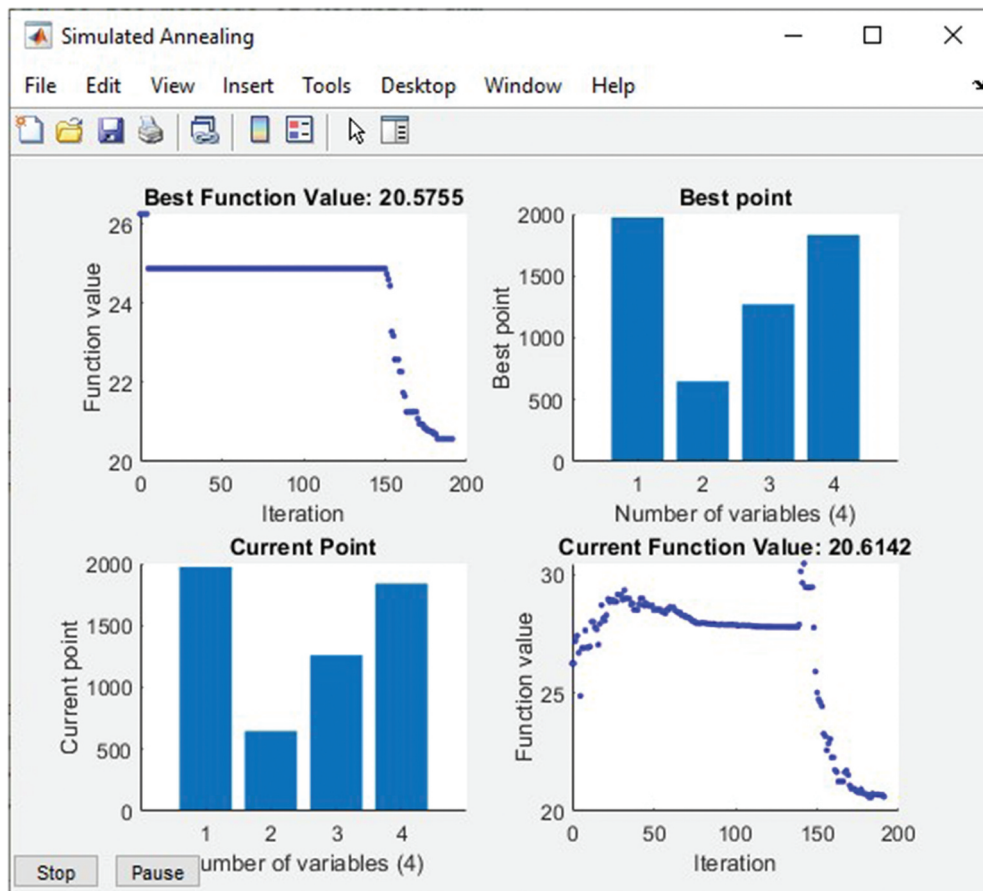 Simulated Annealing
File Edit View Insert Tools Desktop Window Help
Best Function Value: 20.5755
26
24
22
20
Function value
0 50 100 150 200
Iteration
Best point
2000
1500
1000
500
0
Best point
1 2 3 4
Number of variables (4)
Current Point
2000
1500
1000
500
0
Current point
1 2 3 4
umber of variables (4)
Current Function Value: 20.6142
30
25
20
Function value
0 50 100 150 200
Iteration
Stop Pause